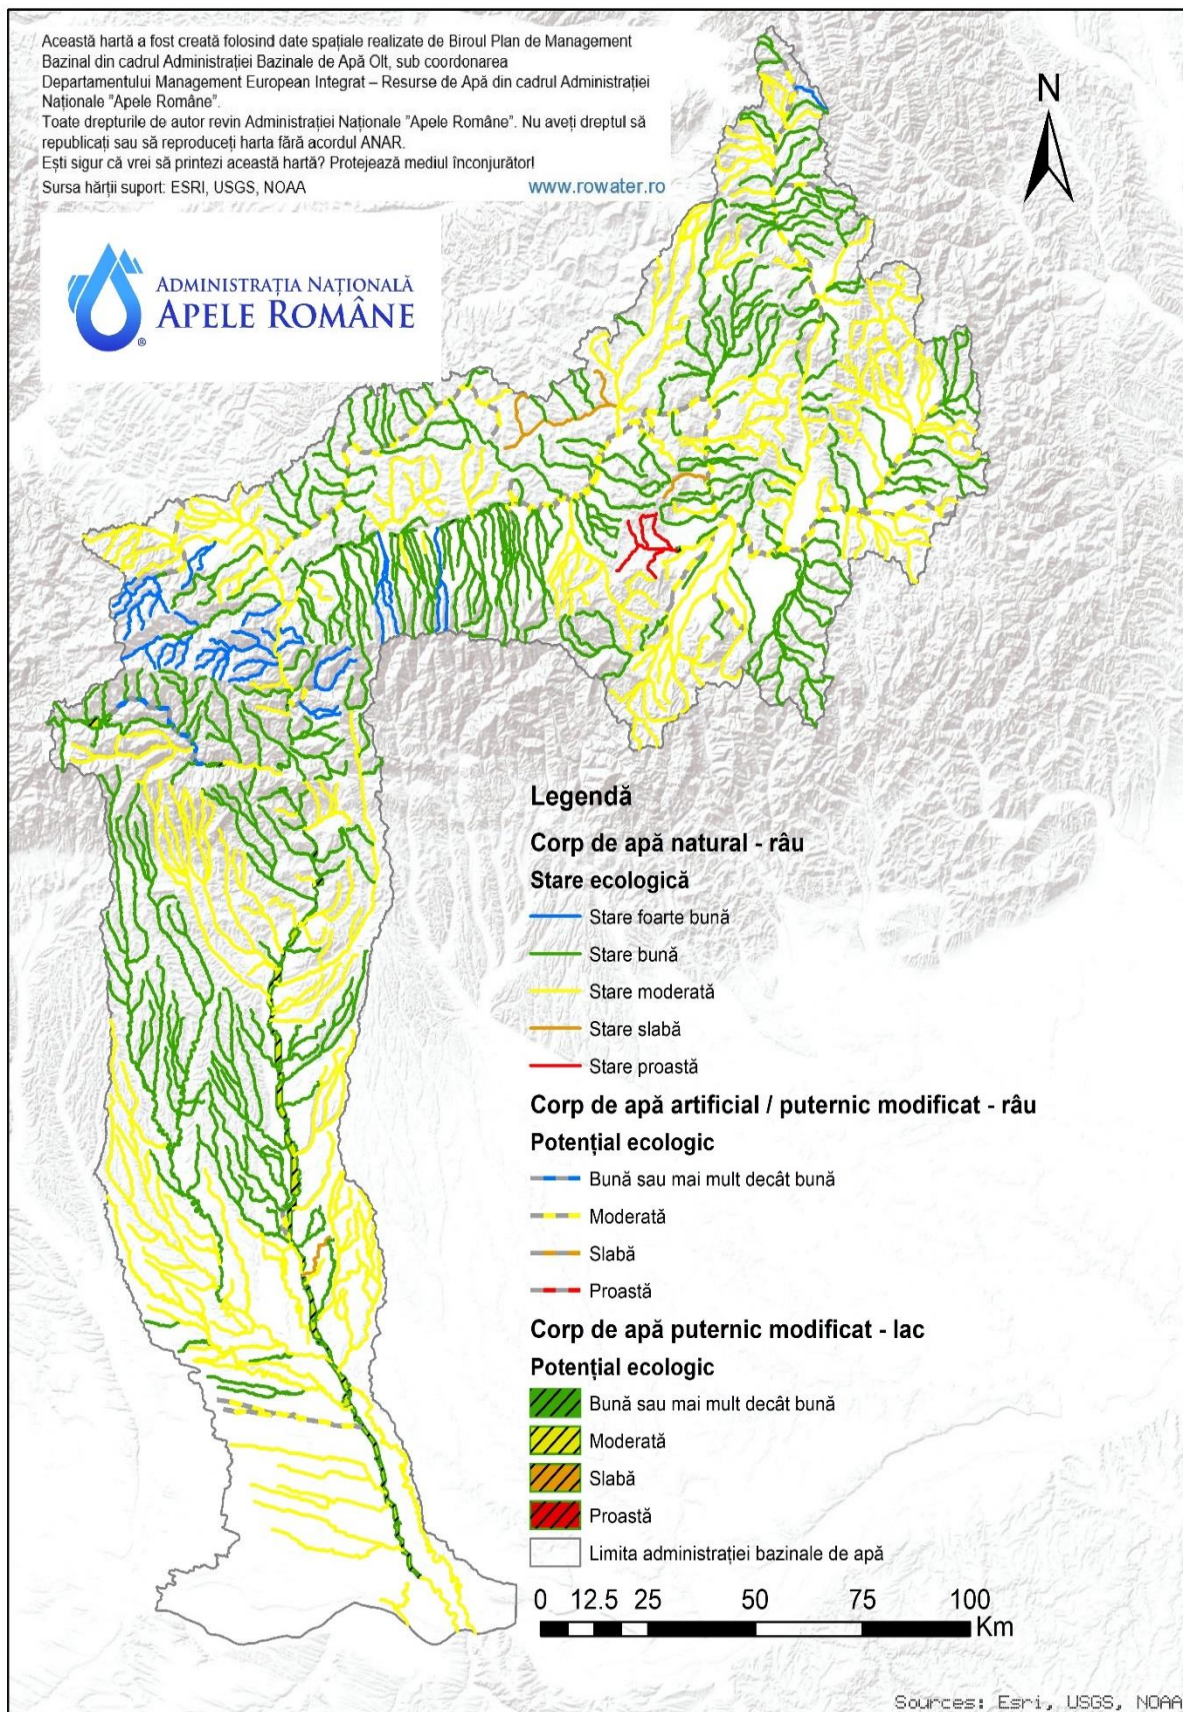 Această hartă a fost creată folosind date spațiale realizate de Biroul Plan de Management
Bazinal din cadrul Administrației Bazinale de Apă Olt, sub coordonarea
Departamentului Management European Integrat – Resurse de Apă din cadrul Administrației
Naționale "Apele Române".
Toate drepturile de autor revin Administrației Naționale "Apele Române". Nu aveți dreptul să
republicați sau să reproduceți harta fără acordul ANAR.
Ești sigur că vrei să printezi această hartă? Protejează mediul înconjurător!
Sursa hărții suport: ESRI, USGS, NOAA
www.rowater.ro
N
ADMINISTRAȚIA NAȚIONALĂ
APELE ROMÂNE
®
Legendă
Corp de apă natural - râu
Stare ecologică
Stare foarte bună
Stare bună
Stare moderată
Stare slabă
Stare proastă
Corp de apă artificial / puternic modificat - râu
Potențial ecologic
Bună sau mai mult decât bună
Moderată
Slabă
Proastă
Corp de apă puternic modificat - lac
Potențial ecologic
Bună sau mai mult decât bună
Moderată
Slabă
Proastă
Limita administrației bazinale de apă
0 12.5 25 50 75 100
Km
Sources: Esri, USGS, NOAA